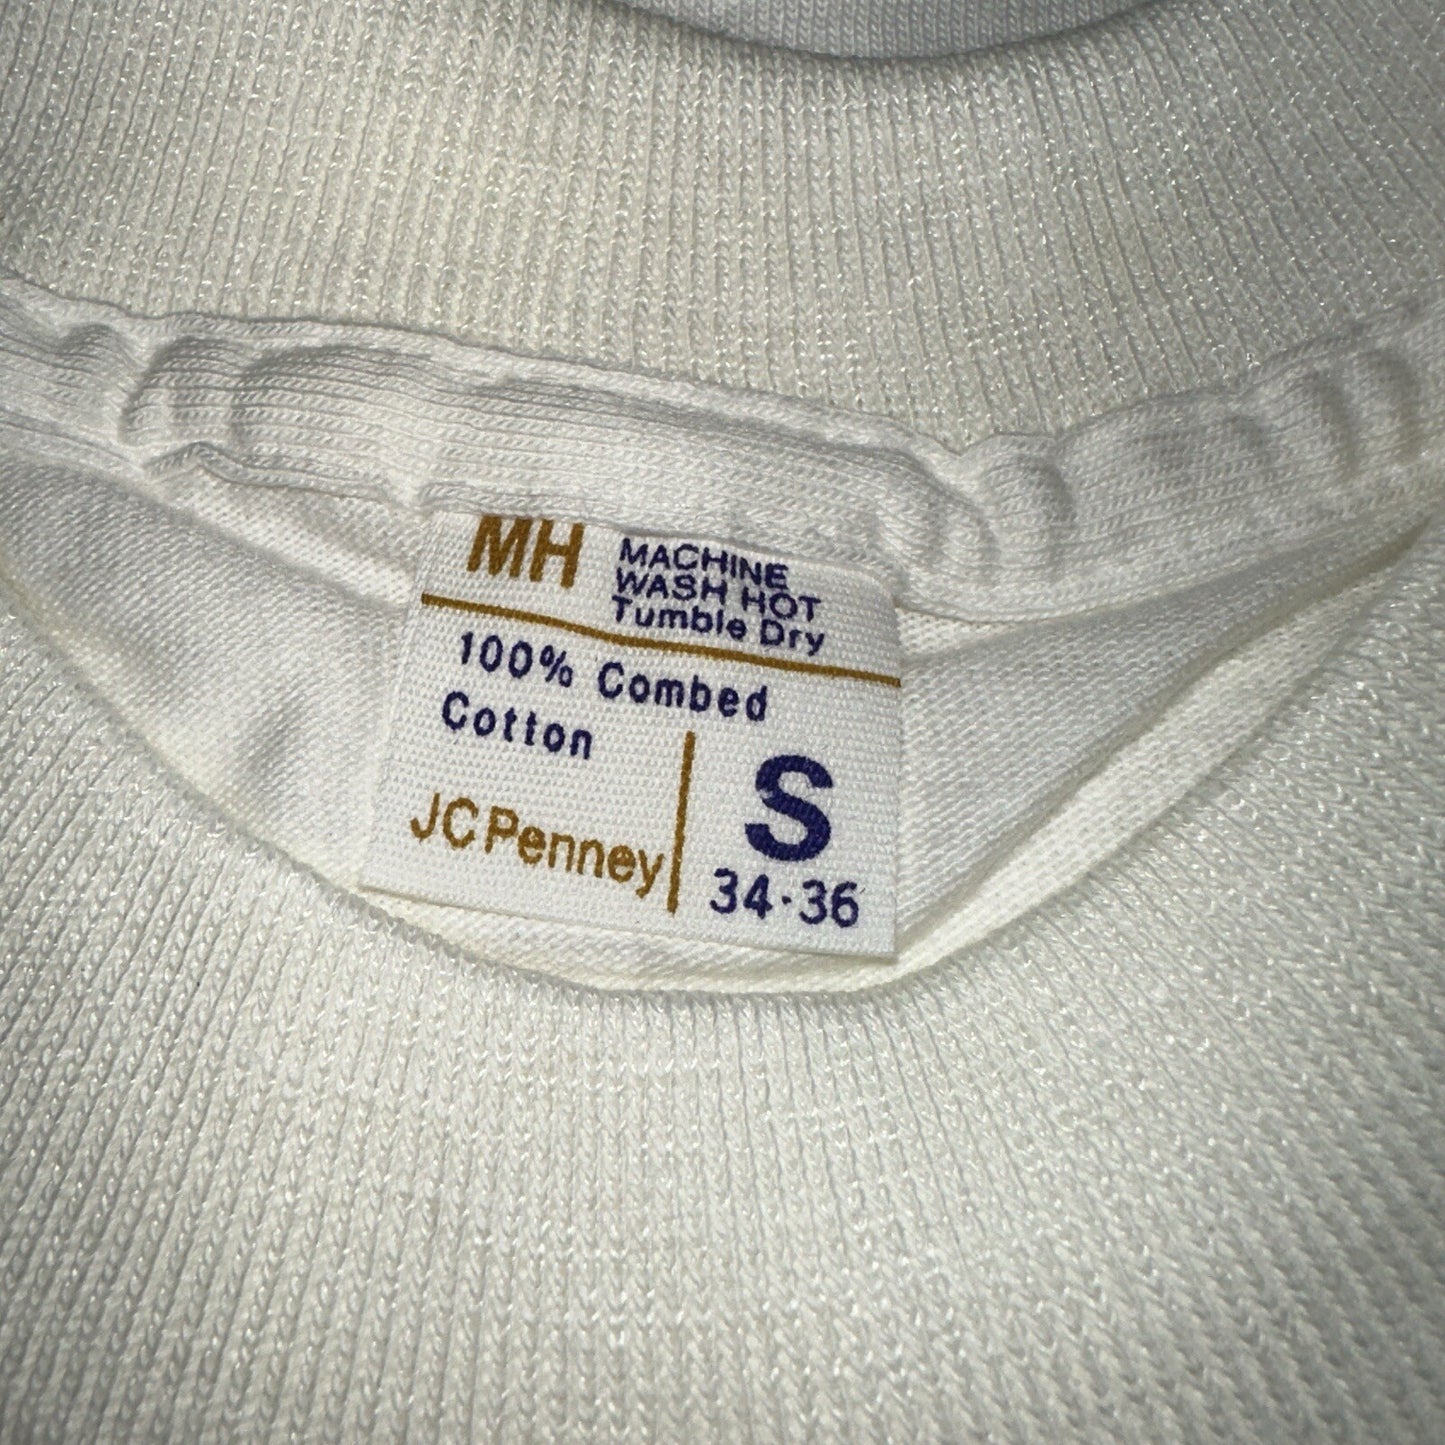 MH
MACHINE
WASH HOT
Tumble Dry
100% Combed
Cotton
JCPenney
S
34·36